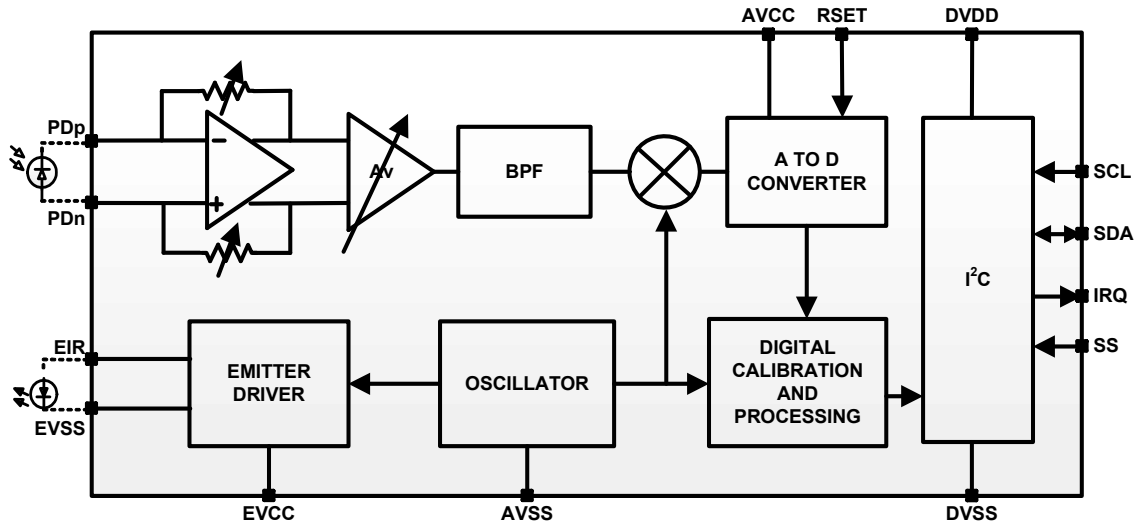 AVCC
RSET
DVDD
PDp
PDn
−
+
Av
BPF
A TO D
CONVERTER
I²C
SCL
SDA
IRQ
SS
EIR
EVSS
EMITTER
DRIVER
OSCILLATOR
DIGITAL
CALIBRATION
AND
PROCESSING
EVCC
AVSS
DVSS